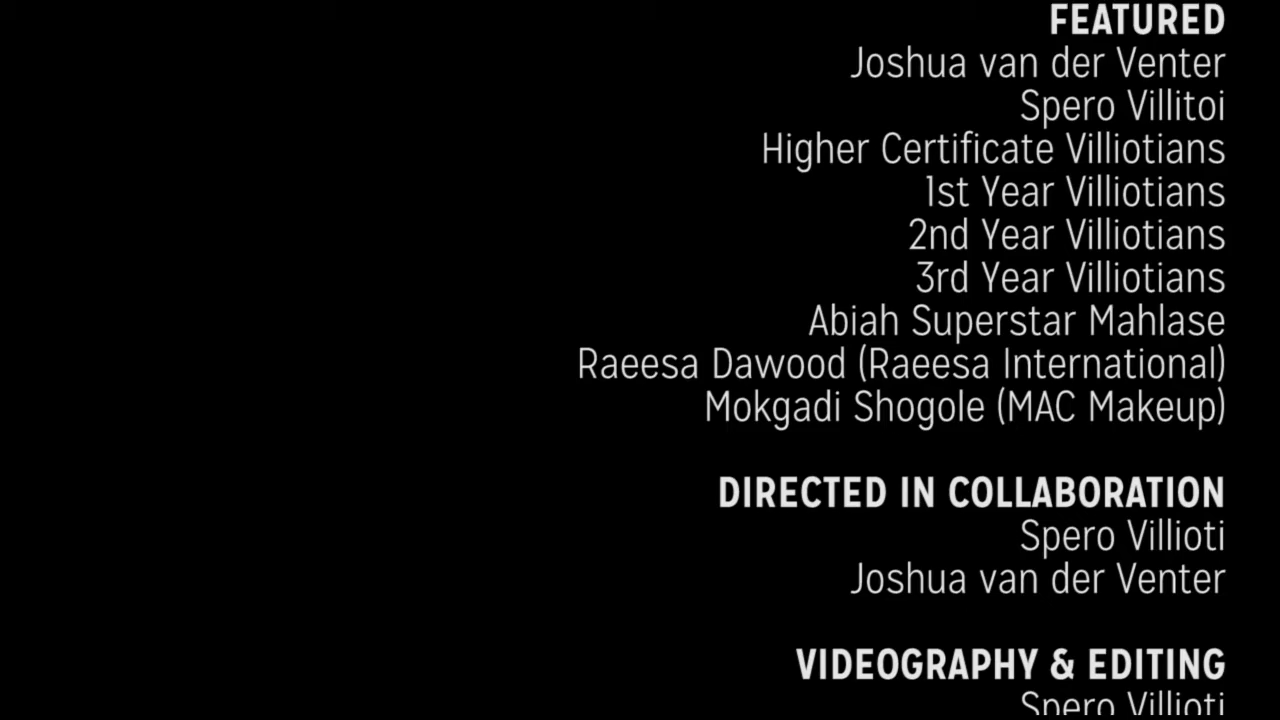 FEATURED
Joshua van der Venter
Spero Villitoi
Higher Certificate Villiotians
1st Year Villiotians
2nd Year Villiotians
3rd Year Villiotians
Abiah Superstar Mahlase
Raeesa Dawood (Raeesa International)
Mokgadi Shogole (MAC Makeup)
DIRECTED IN COLLABORATION
Spero Villioti
Joshua van der Venter
VIDEOGRAPHY & EDITING
Spero Villioti